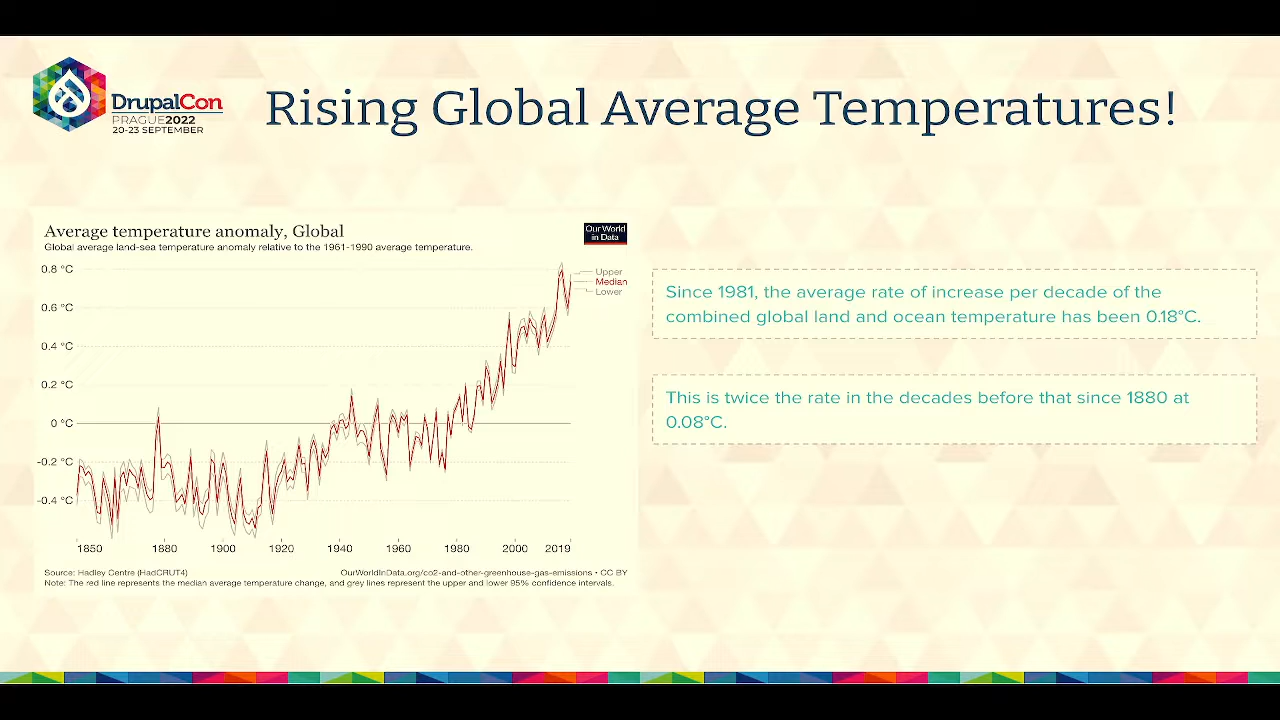 DrupalCon
PRAGUE2022
20-23 SEPTEMBER
Rising Global Average Temperatures!
Average temperature anomaly, Global
Global average land-sea temperature anomaly relative to the 1961-1990 average temperature.
Our World
in Data
0.8 °C
0.6 °C
0.4 °C
0.2 °C
0 °C
-0.2 °C
-0.4 °C
Upper
Median
Lower
1850 1880 1900 1920 1940 1960 1980 2000 2019
Source: Hadley Centre (HadCRUT4) OurWorldInData.org/co2-and-other-greenhouse-gas-emissions • CC BY
Note: The red line represents the median average temperature change, and grey lines represent the upper and lower 95% confidence intervals.
Since 1981, the average rate of increase per decade of the
combined global land and ocean temperature has been 0.18°C.
This is twice the rate in the decades before that since 1880 at
0.08°C.